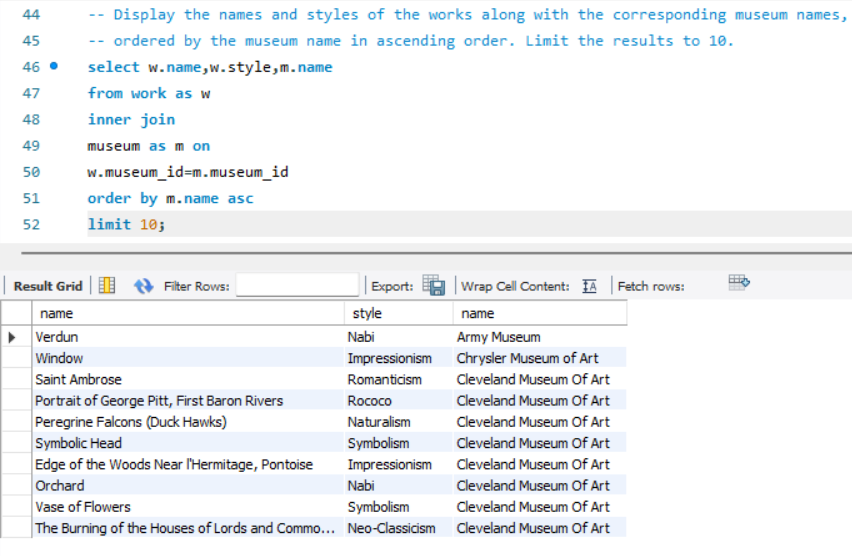 44 -- Display the names and styles of the works along with the corresponding museum names,
45 -- ordered by the museum name in ascending order. Limit the results to 10.
46 select w.name,w.style,m.name
47 from work as w
48 inner join
49 museum as m on
50 w.museum_id=m.museum_id
51 order by m.name asc
52 limit 10;
Result Grid Filter Rows: Export: Wrap Cell Content: IA Fetch rows:
name style name
Verdun Nabi Army Museum
Window Impressionism Chrysler Museum of Art
Saint Ambrose Romanticism Cleveland Museum Of Art
Portrait of George Pitt, First Baron Rivers Rococo Cleveland Museum Of Art
Peregrine Falcons (Duck Hawks) Naturalism Cleveland Museum Of Art
Symbolic Head Symbolism Cleveland Museum Of Art
Edge of the Woods Near l'Hermitage, Pontoise Impressionism Cleveland Museum Of Art
Orchard Nabi Cleveland Museum Of Art
Vase of Flowers Symbolism Cleveland Museum Of Art
The Burning of the Houses of Lords and Commo... Neo-Classicism Cleveland Museum Of Art